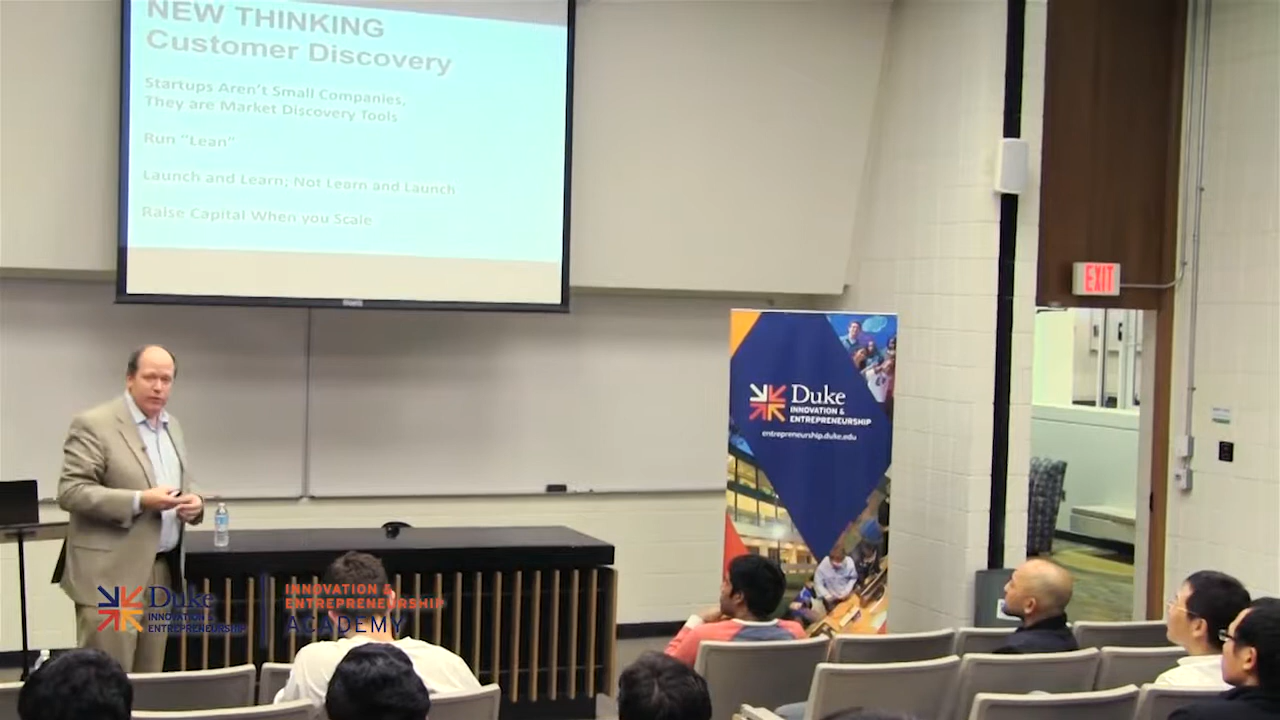 NEW THINKING
Customer Discovery
Startups Aren't Small Companies,
They are Market Discovery Tools
Run "Lean"
Launch and Learn; Not Learn and Launch
Raise Capital When you Scale
EXIT
Duke
INNOVATION &
ENTREPRENEURSHIP
entrepreneurship.duke.edu
Duke
INNOVATION &
ENTREPRENEURSHIP
INNOVATION &
ENTREPRENEURSHIP
ACADEMY